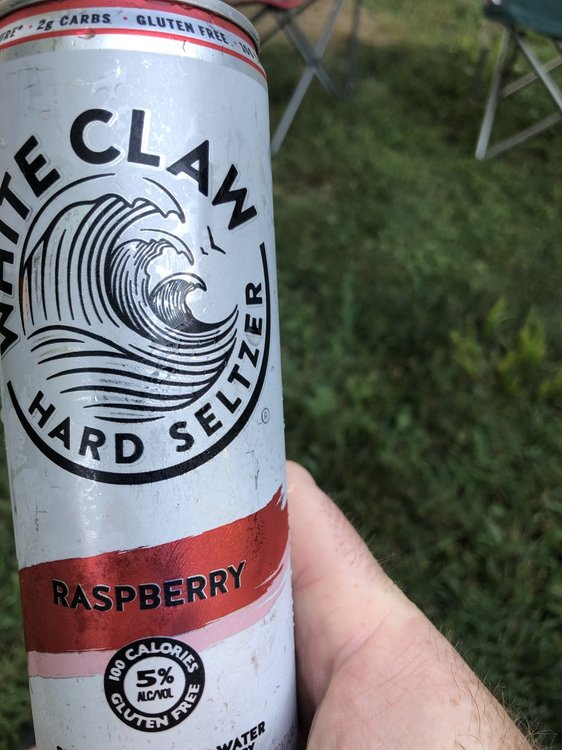 2g CARBS • GLUTEN FREE •
WHITE CLAW
HARD SELTZER
®
RASPBERRY
100 CALORIES
5%
ALC/VOL
GLUTEN FREE
WATER